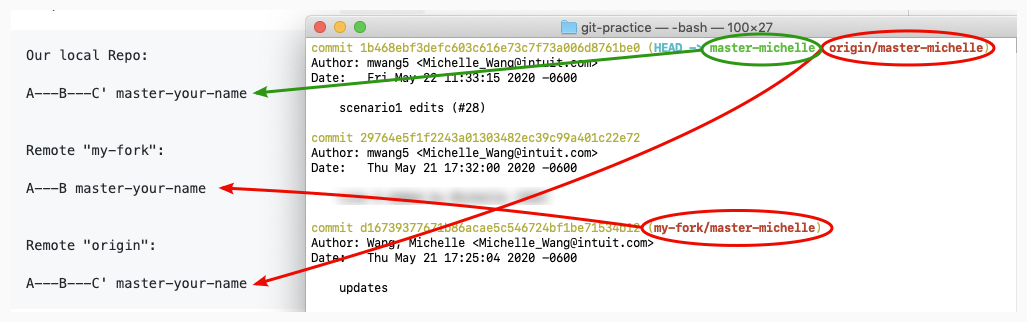 Our local Repo:
A---B---C' master-your-name
Remote "my-fork":
A---B master-your-name
Remote "origin":
A---B---C' master-your-name
git-practice — -bash — 100×27
commit 1b468ebf3defc603c616e73c7f73a006d8761be0 (HEAD -> master-michelle, origin/master-michelle)
Author: mwang5 <Michelle_Wang@intuit.com>
Date: Fri May 22 11:33:15 2020 -0600
scenario1 edits (#28)
commit 29764e5f1f2243a01303482ec39c99a401c22e72
Author: mwang5 <Michelle_Wang@intuit.com>
Date: Thu May 21 17:32:00 2020 -0600
commit d16739377671b86acae5c546724bf1be71534b12 (my-fork/master-michelle)
Author: Wang, Michelle <Michelle_Wang@intuit.com>
Date: Thu May 21 17:25:04 2020 -0600
updates